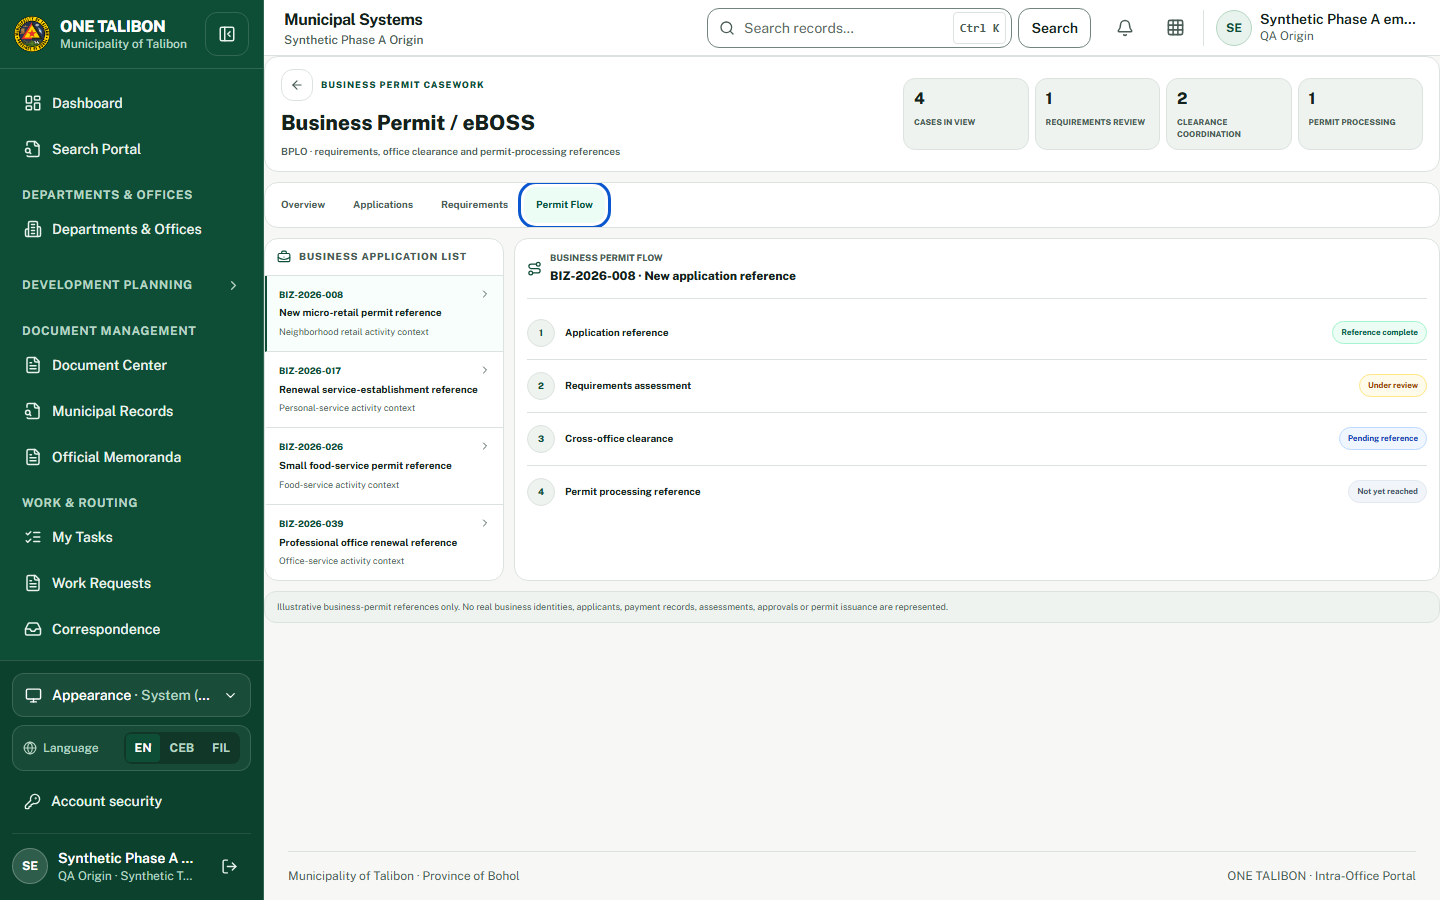 ONE TALIBON
Municipality of Talibon
Dashboard
Search Portal
DEPARTMENTS & OFFICES
Departments & Offices
DEVELOPMENT PLANNING
DOCUMENT MANAGEMENT
Document Center
Municipal Records
Official Memoranda
WORK & ROUTING
My Tasks
Work Requests
Correspondence
Appearance · System (...
Language
EN CEB FIL
Account security
SE
Synthetic Phase A ...
QA Origin · Synthetic T...
Municipal Systems
Synthetic Phase A Origin
Search records...
Ctrl K
Search
SE
Synthetic Phase A em...
QA Origin
BUSINESS PERMIT CASEWORK
Business Permit / eBOSS
BPLO · requirements, office clearance and permit-processing references
4
CASES IN VIEW
1
REQUIREMENTS REVIEW
2
CLEARANCE
COORDINATION
1
PERMIT PROCESSING
Overview Applications Requirements Permit Flow
BUSINESS APPLICATION LIST
BIZ-2026-008
New micro-retail permit reference
Neighborhood retail activity context
BIZ-2026-017
Renewal service-establishment reference
Personal-service activity context
BIZ-2026-026
Small food-service permit reference
Food-service activity context
BIZ-2026-039
Professional office renewal reference
Office-service activity context
BUSINESS PERMIT FLOW
BIZ-2026-008 · New application reference
1 Application reference Reference complete
2 Requirements assessment Under review
3 Cross-office clearance Pending reference
4 Permit processing reference Not yet reached
Illustrative business-permit references only. No real business identities, applicants, payment records, assessments, approvals or permit issuance are represented.
Municipality of Talibon · Province of Bohol
ONE TALIBON · Intra-Office Portal